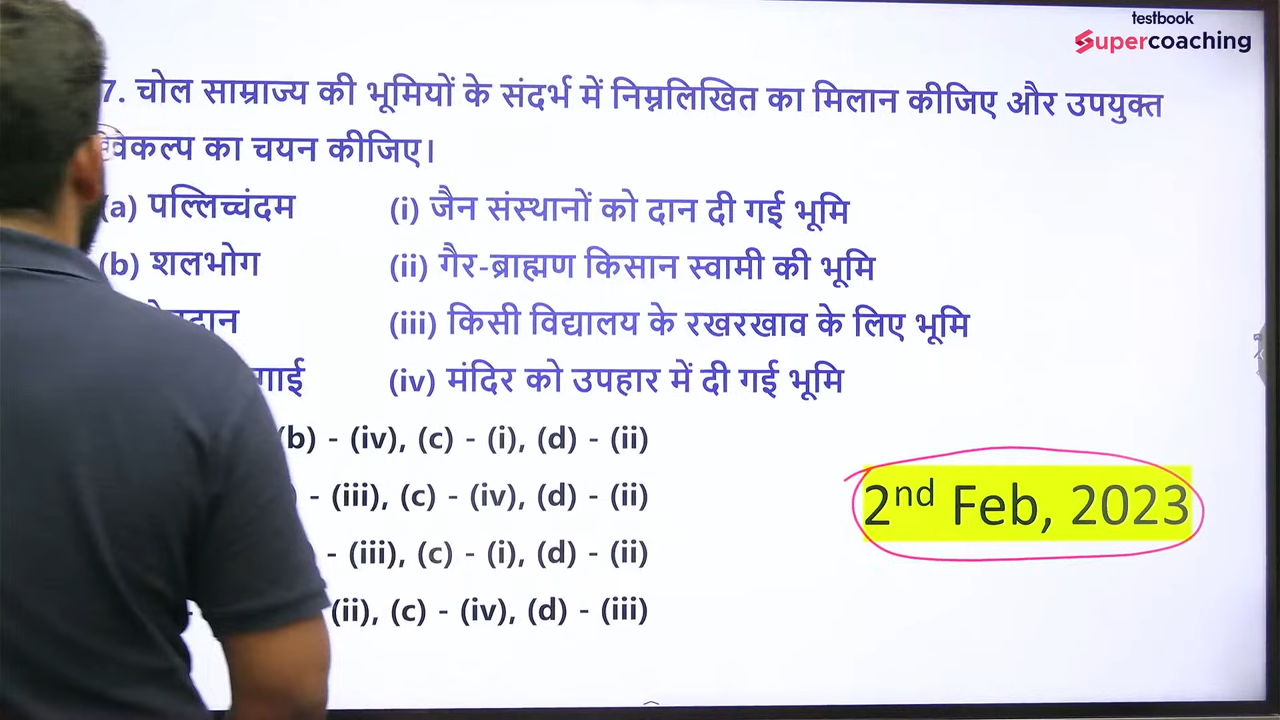 testbook
Supercoaching
7. चोल साम्राज्य की भूमियों के संदर्भ में निम्नलिखित का मिलान कीजिए और उपयुक्त
विकल्प का चयन कीजिए।
(a) पल्लिच्चंदम (i) जैन संस्थानों को दान दी गई भूमि
(b) शलभोग (ii) गैर-ब्राह्मण किसान स्वामी की भूमि
(iii) किसी विद्यालय के रखरखाव के लिए भूमि
(iv) मंदिर को उपहार में दी गई भूमि
(b) - (iv), (c) - (i), (d) - (ii)
- (iii), (c) - (iv), (d) - (ii)
- (iii), (c) - (i), (d) - (ii)
(ii), (c) - (iv), (d) - (iii)
2nd Feb, 2023